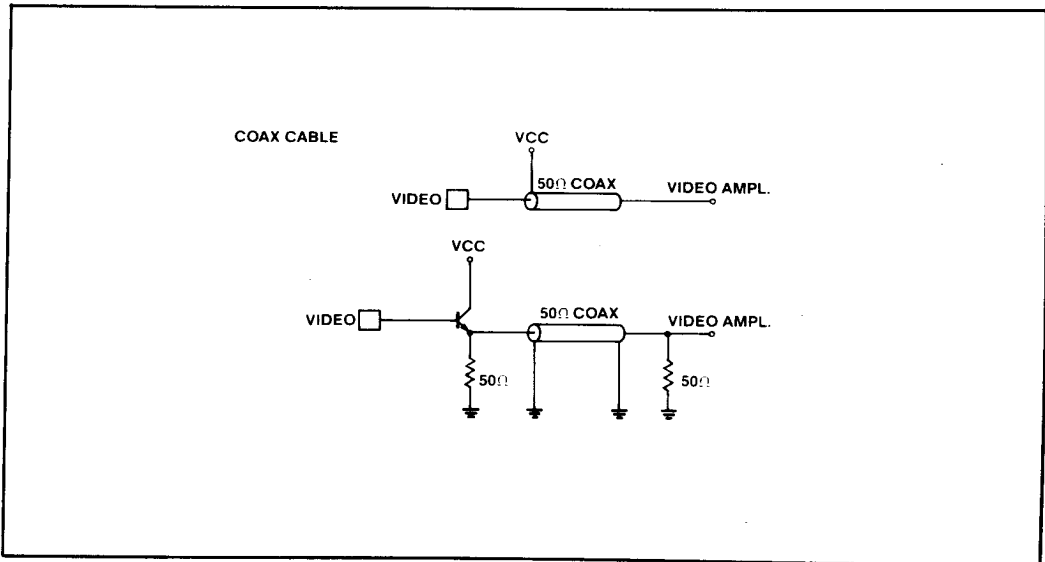 COAX CABLE
VCC
50Ω COAX
VIDEO
VIDEO AMPL.
VCC
50Ω COAX
VIDEO
VIDEO AMPL.
50Ω
50Ω